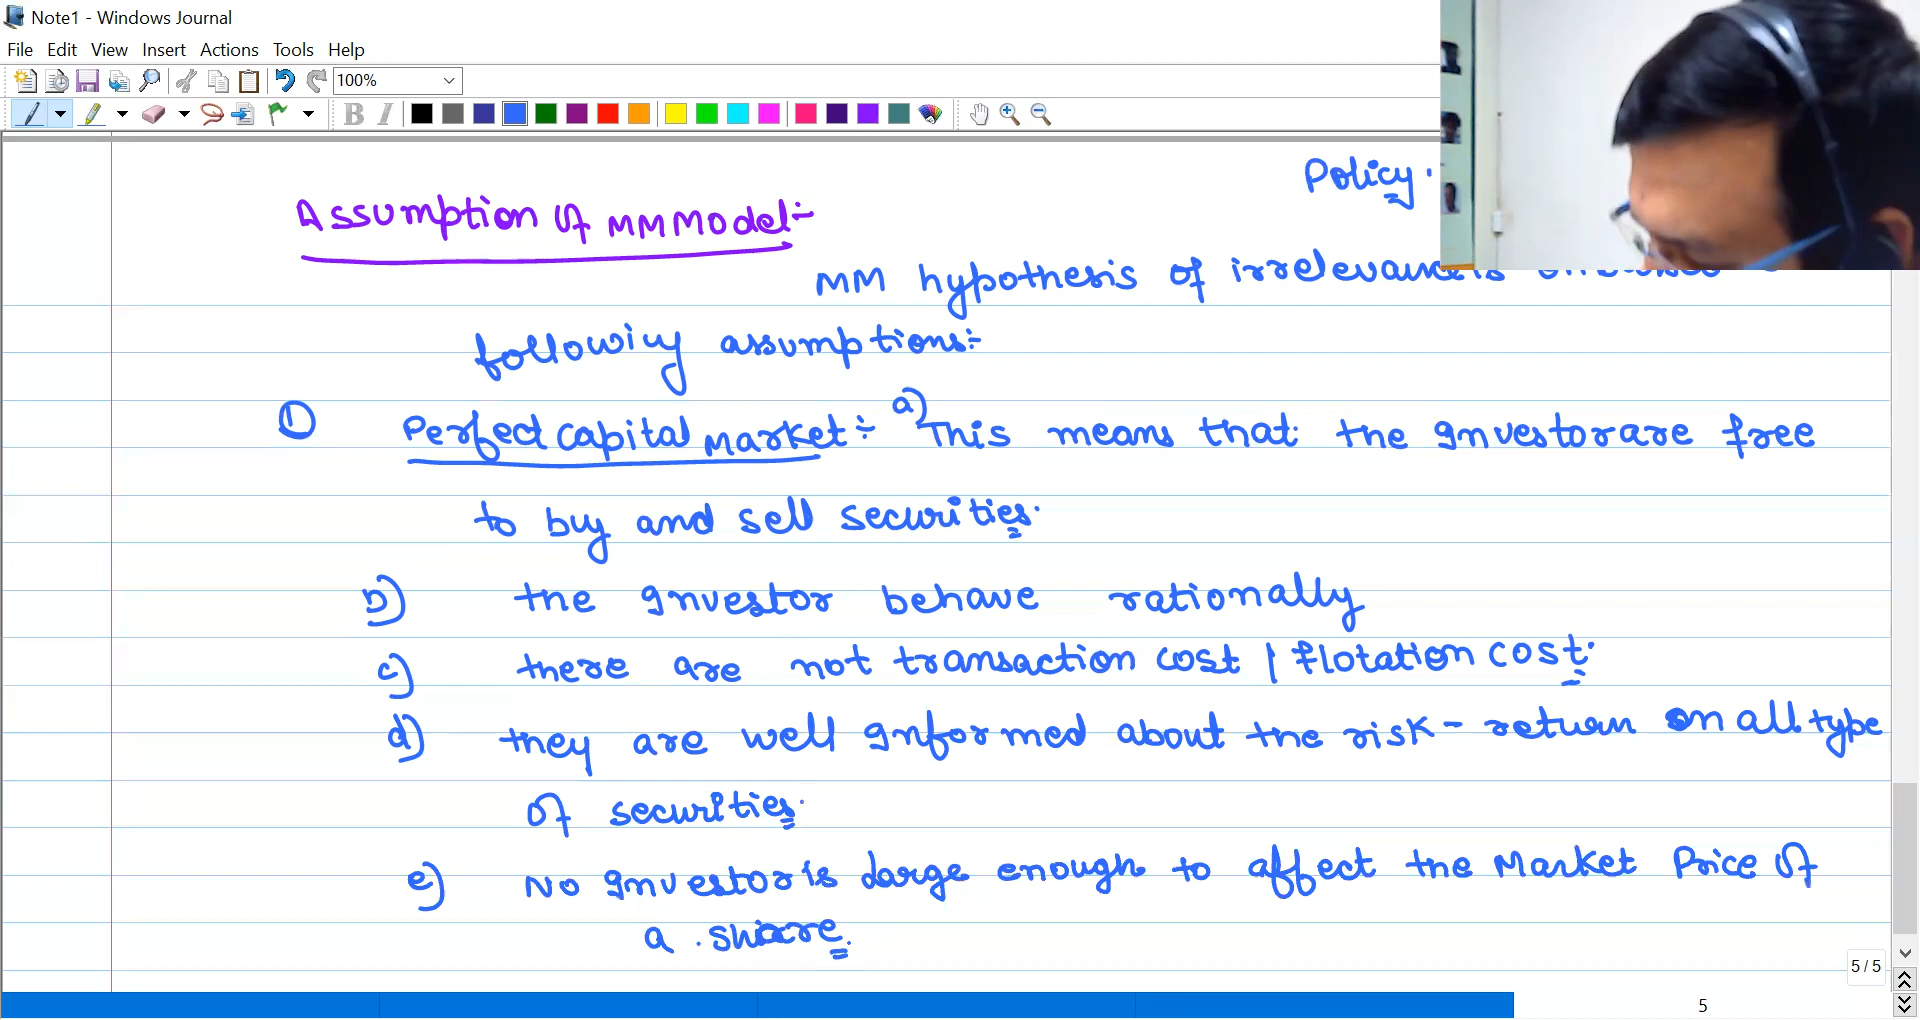 Note1 - Windows Journal
File Edit View Insert Actions Tools Help
100%
B I
Policy.
Assumption of MM Model:-
MM hypothesis of irrelevance is
following assumptions:-
① Perfect capital Market:- a) This means that the Investor are free
to buy and sell securities.
b) the Investor behave rationally
c) there are not transaction cost / flotation cost.
d) they are well Informed about the risk-return on all type
of securities.
e) No Investor is large enough to affect the Market Price of
a share.
5 / 5
5